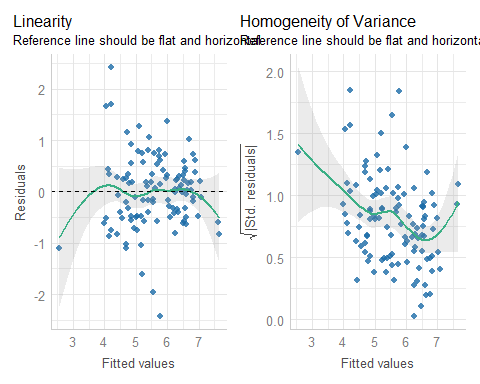 Linearity
Reference line should be flat and horizontal
2
1
0
-1
-2
Residuals
3
4
5
6
7
Fitted values
Homogeneity of Variance
Reference line should be flat and horizonta
2.0
1.5
1.0
0.5
0.0
√|Std. residuals|
3
4
5
6
7
Fitted values